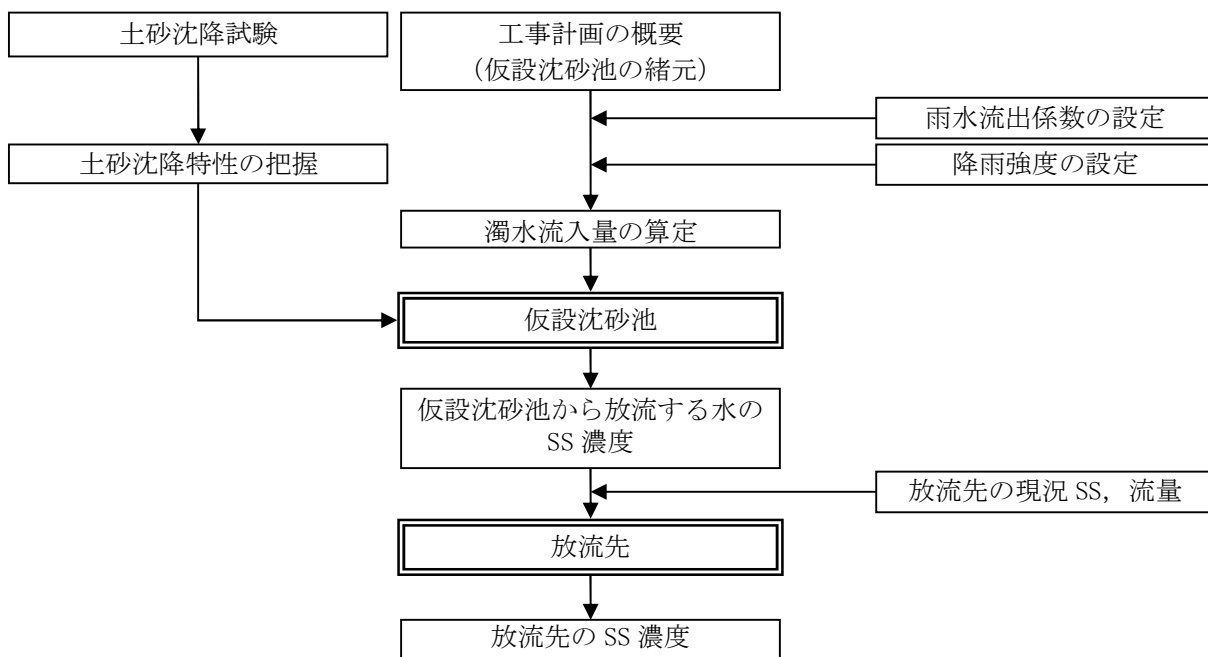 土砂沈降試験
工事計画の概要
（仮設沈砂池の緒元）
雨水流出係数の設定
土砂沈降特性の把握
降雨強度の設定
濁水流入量の算定
仮設沈砂池
仮設沈砂池から放流する水の
SS 濃度
放流先の現況 SS，流量
放流先
放流先の SS 濃度